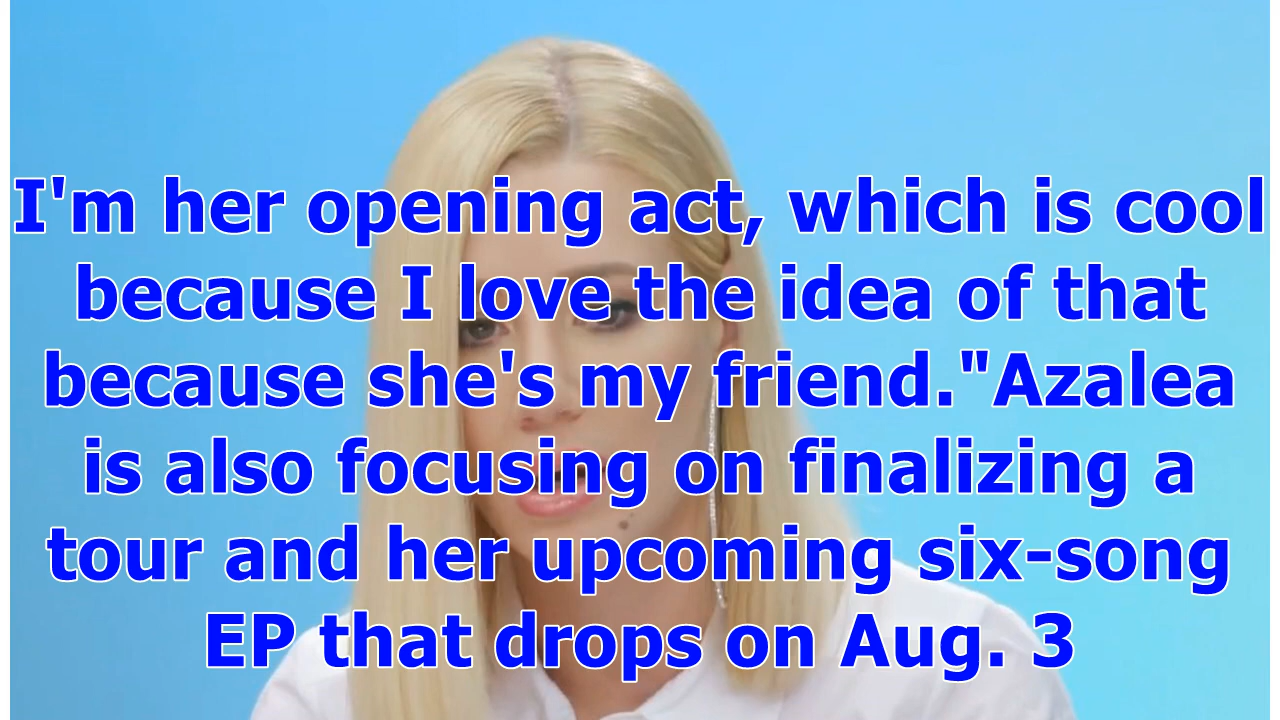 I'm her opening act, which is cool
because I love the idea of that
because she's my friend."Azalea
is also focusing on finalizing a
tour and her upcoming six-song
EP that drops on Aug. 3